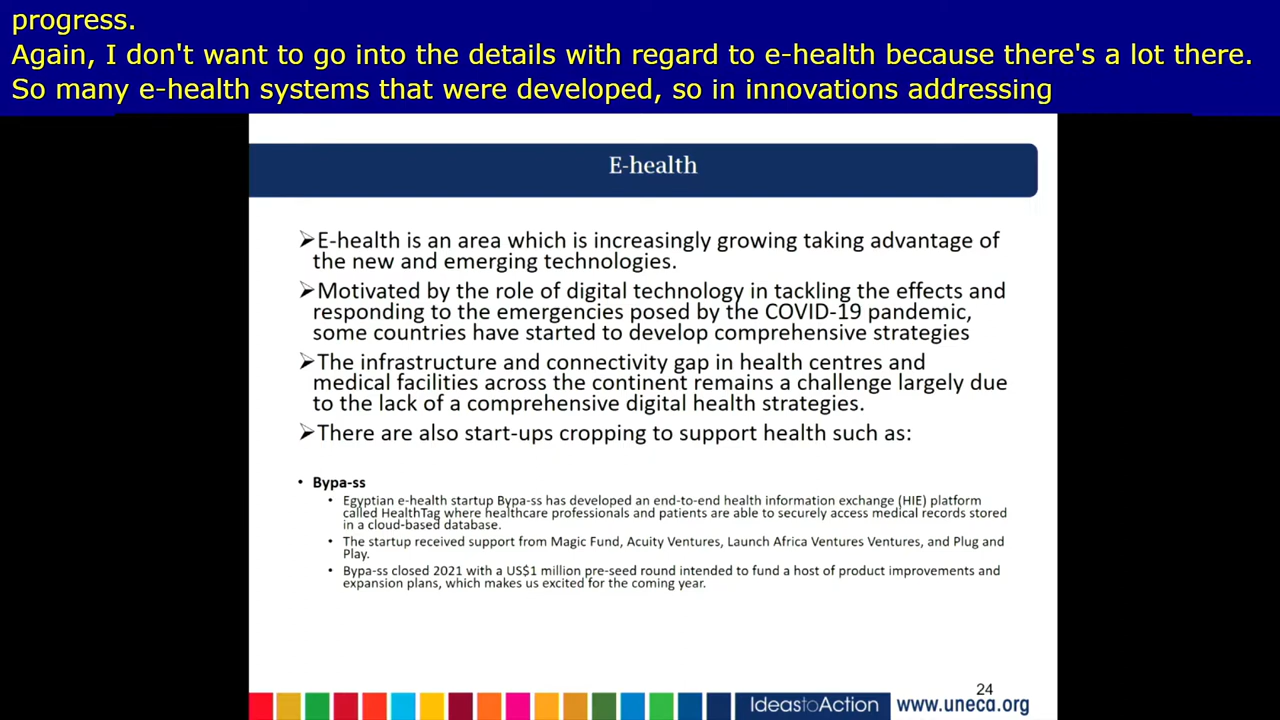 progress.
Again, I don't want to go into the details with regard to e-health because there's a lot there.
So many e-health systems that were developed, so in innovations addressing
E-health
➢E-health is an area which is increasingly growing taking advantage of
the new and emerging technologies.
➢Motivated by the role of digital technology in tackling the effects and
responding to the emergencies posed by the COVID-19 pandemic,
some countries have started to develop comprehensive strategies
➢The infrastructure and connectivity gap in health centres and
medical facilities across the continent remains a challenge largely due
to the lack of a comprehensive digital health strategies.
➢There are also start-ups cropping to support health such as:
• Bypa-ss
• Egyptian e-health startup Bypa-ss has developed an end-to-end health information exchange (HIE) platform
called HealthTag where healthcare professionals and patients are able to securely access medical records stored
in a cloud-based database.
• The startup received support from Magic Fund, Acuity Ventures, Launch Africa Ventures Ventures, and Plug and
Play.
• Bypa-ss closed 2021 with a US$1 million pre-seed round intended to fund a host of product improvements and
expansion plans, which makes us excited for the coming year.
24
IdeastoAction www.uneca.org